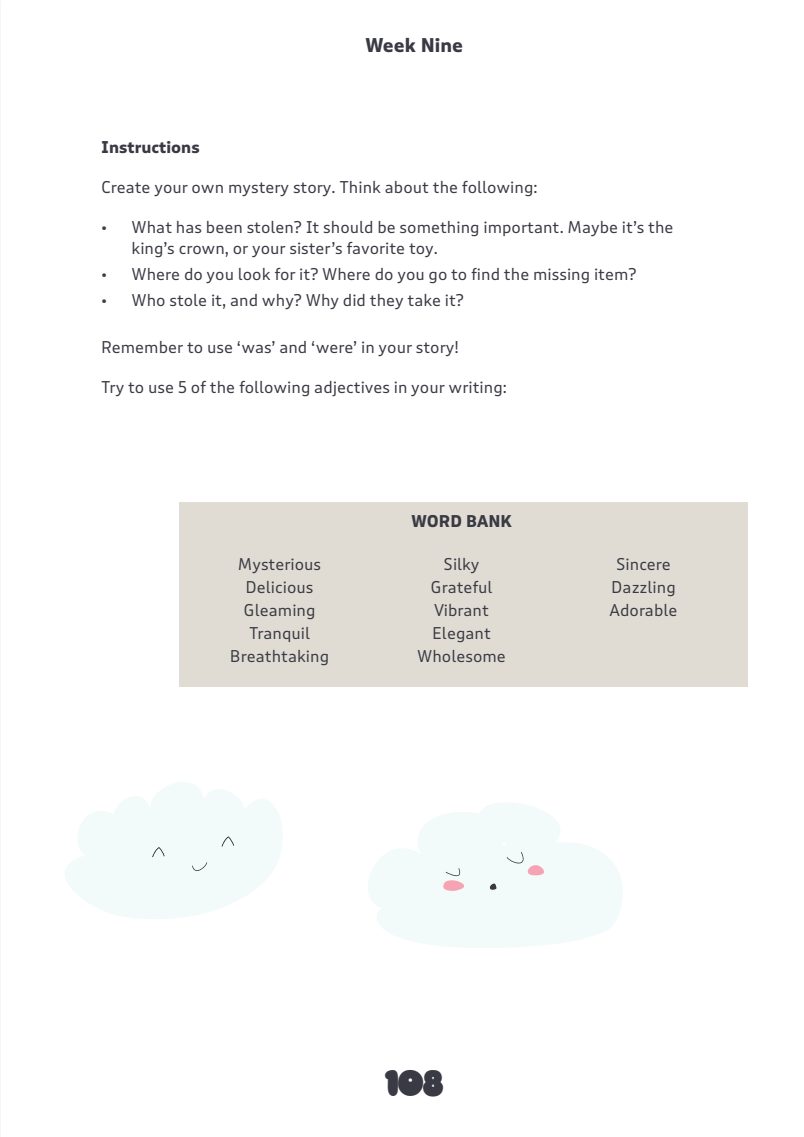 Week Nine
Instructions
Create your own mystery story. Think about the following:
• What has been stolen? It should be something important. Maybe it’s the
king’s crown, or your sister’s favorite toy.
• Where do you look for it? Where do you go to find the missing item?
• Who stole it, and why? Why did they take it?
Remember to use ‘was’ and ‘were’ in your story!
Try to use 5 of the following adjectives in your writing:
WORD BANK
Mysterious Silky Sincere
Delicious Grateful Dazzling
Gleaming Vibrant Adorable
Tranquil Elegant
Breathtaking Wholesome
108